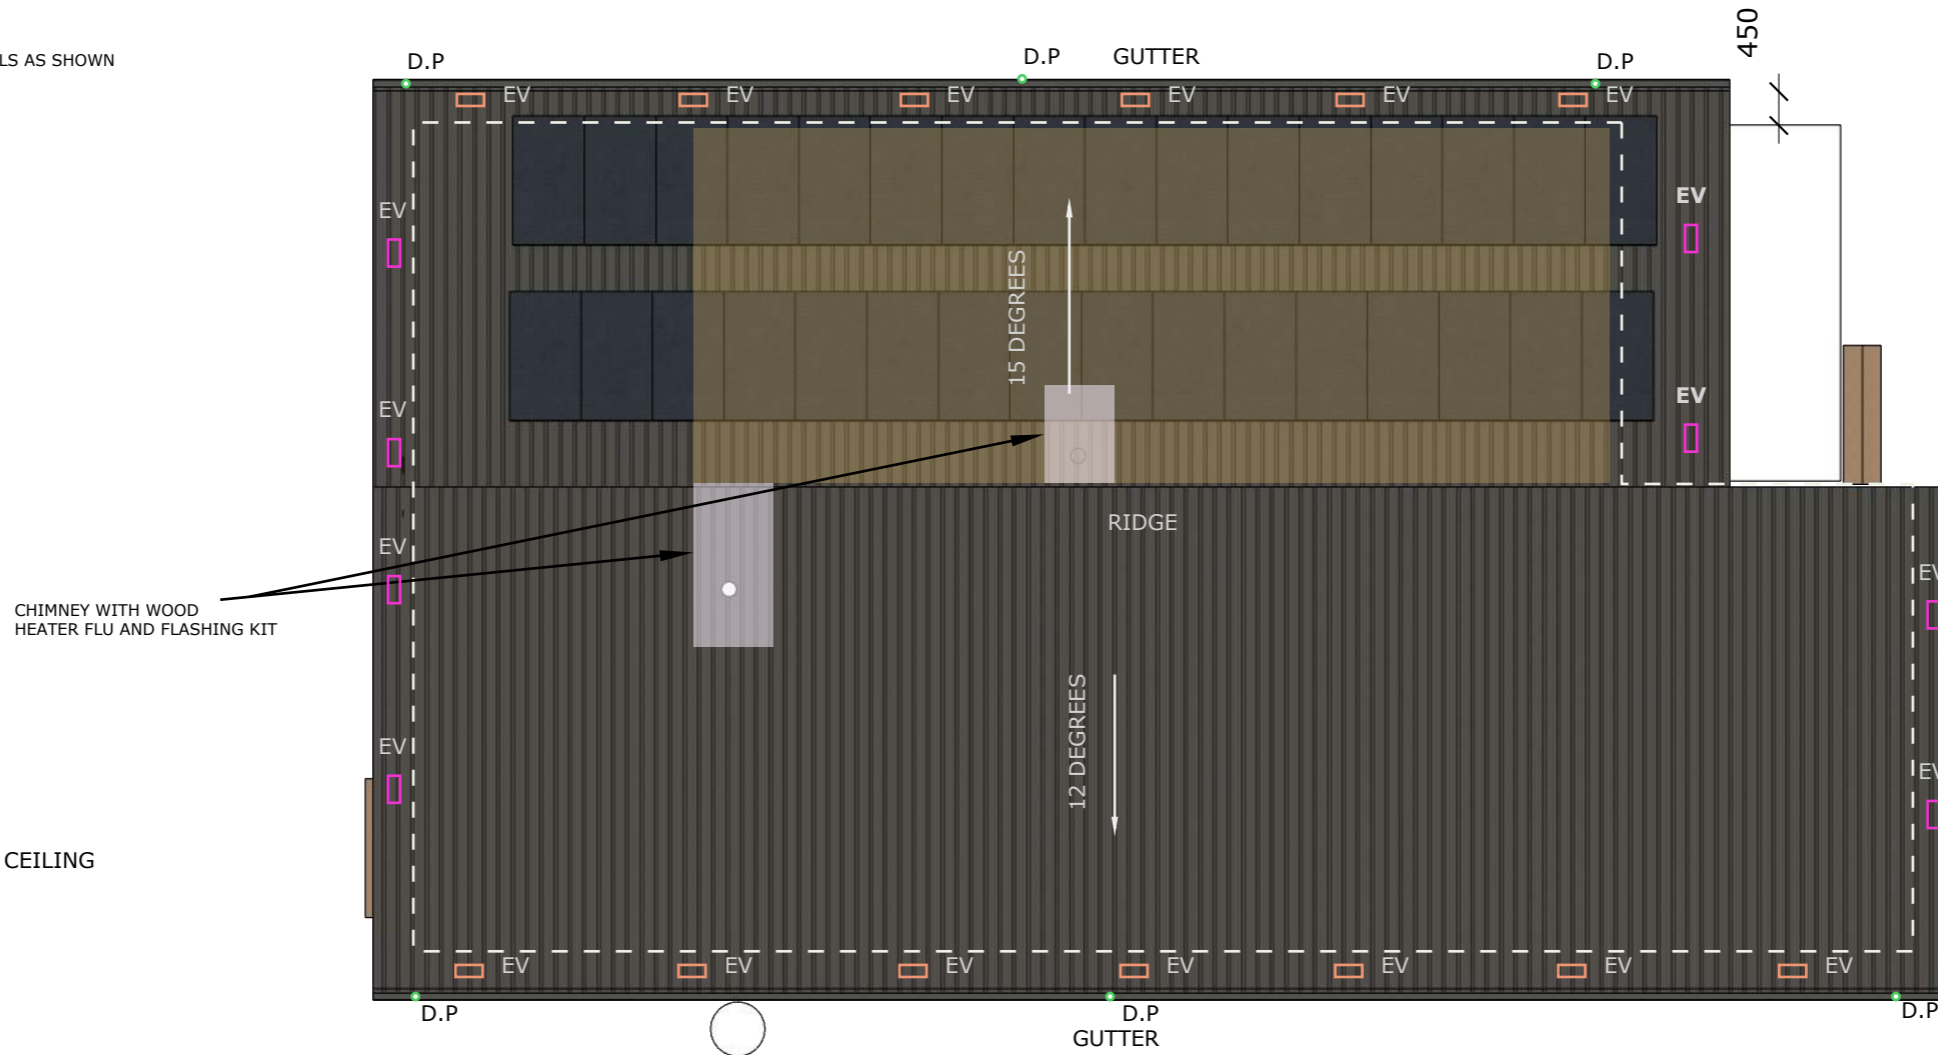 LS AS SHOWN
D.P
D.P
GUTTER
D.P
450
EV
EV
EV
EV
EV
EV
EV
EV
15 DEGREES
EV
EV
RIDGE
EV
EV
CHIMNEY WITH WOOD
HEATER FLU AND FLASHING KIT
12 DEGREES
EV
EV
CEILING
EV
EV
EV
EV
EV
EV
EV
D.P
D.P
D.P
GUTTER